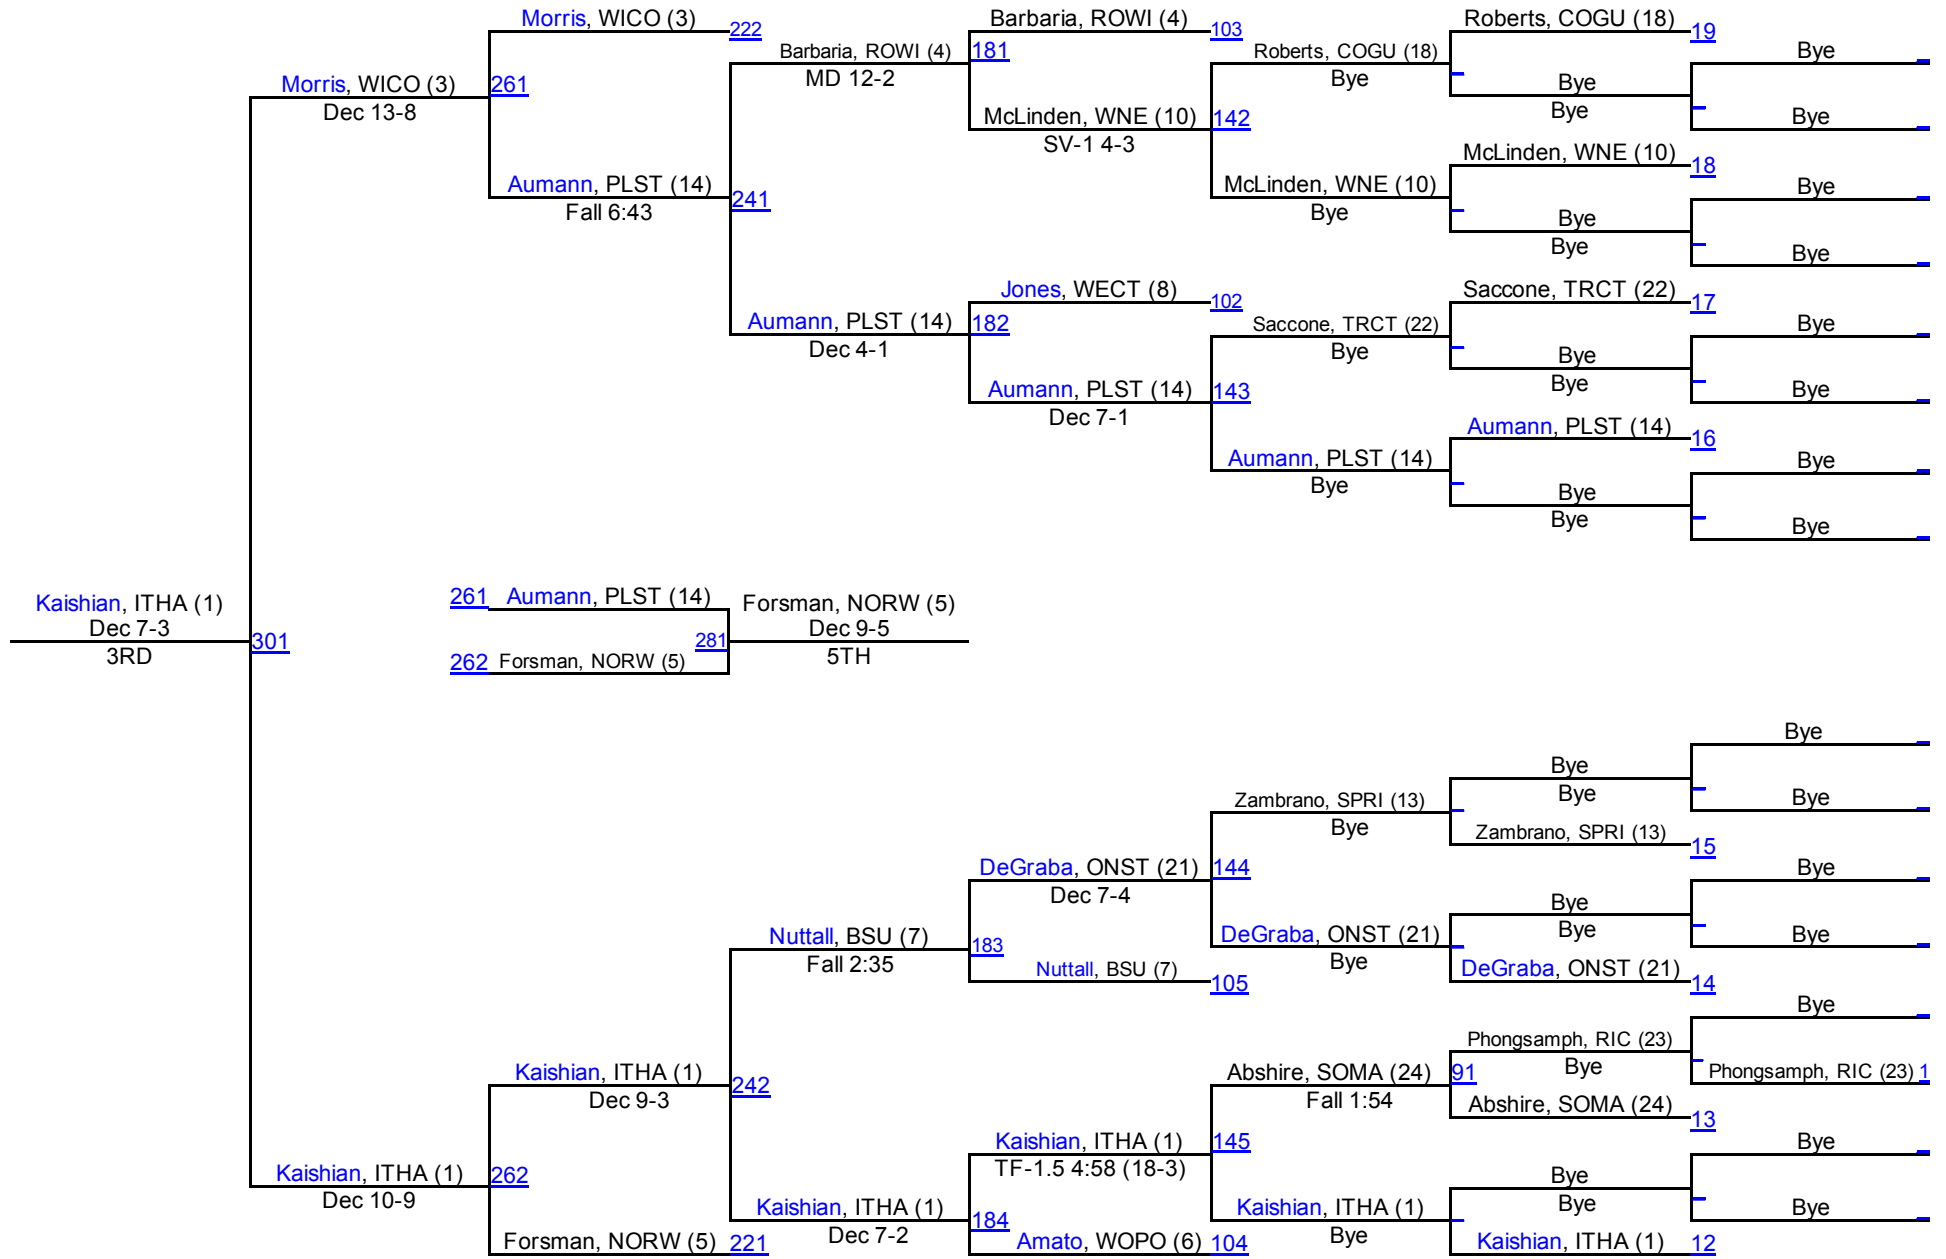 Morris, WICO (3)
222
Barbaria, ROWI (4)
103
Roberts, COGU (18)
19
Bye
Barbaria, ROWI (4)
181
MD 12-2
Roberts, COGU (18)
Bye
Bye
Bye
Morris, WICO (3)
261
Dec 13-8
McLinden, WNE (10)
142
SV-1 4-3
Bye
McLinden, WNE (10)
18
Aumann, PLST (14)
241
Fall 6:43
McLinden, WNE (10)
Bye
Bye
Bye
Bye
Bye
Jones, WECT (8)
102
Saccone, TRCT (22)
17
Aumann, PLST (14)
182
Dec 4-1
Saccone, TRCT (22)
Bye
Bye
Bye
Bye
Aumann, PLST (14)
143
Dec 7-1
Bye
Aumann, PLST (14)
16
Aumann, PLST (14)
Bye
Bye
Bye
Bye
Bye
Kaishian, ITHA (1)
Dec 7-3
301
3RD
261
Aumann, PLST (14)
Forsman, NORW (5)
281
Dec 9-5
262
Forsman, NORW (5)
5TH
Bye
Bye
Bye
Bye
Zambrano, SPRI (13)
Bye
Zambrano, SPRI (13)
15
DeGraba, ONST (21)
144
Dec 7-4
Bye
Bye
Bye
Bye
Nuttall, BSU (7)
183
Fall 2:35
DeGraba, ONST (21)
Bye
Nuttall, BSU (7)
105
DeGraba, ONST (21)
14
Bye
Phongsamph, RIC (23)
Bye
Phongsamph, RIC (23)
1
Kaishian, ITHA (1)
242
Dec 9-3
Abshire, SOMA (24)
91
Fall 1:54
Abshire, SOMA (24)
13
Kaishian, ITHA (1)
145
TF-1.5 4:58 (18-3)
Bye
Kaishian, ITHA (1)
262
Dec 10-9
Bye
Bye
Bye
Kaishian, ITHA (1)
184
Dec 7-2
Kaishian, ITHA (1)
Bye
Forsman, NORW (5)
221
Amato, WOPO (6)
104
Kaishian, ITHA (1)
12